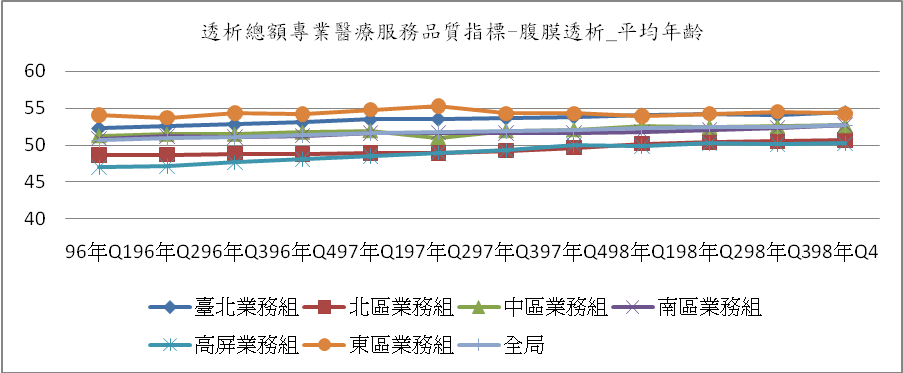 透析總額專業醫療服務品質指標-腹膜透析_平均年齡
60
55
50
45
40
96年Q1 96年Q2 96年Q3 96年Q4 97年Q1 97年Q2 97年Q3 97年Q4 98年Q1 98年Q2 98年Q3 98年Q4
臺北業務組 北區業務組 中區業務組 南區業務組
高屏業務組 東區業務組 全局